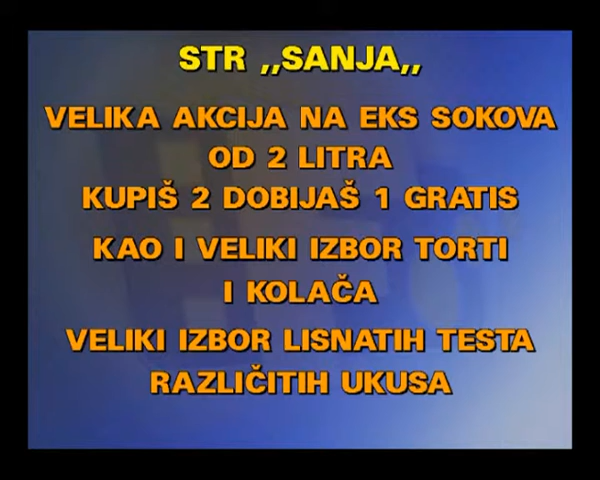 STR ,,SANJA,,
VELIKA AKCIJA NA EKS SOKOVA
OD 2 LITRA
KUPIŠ 2 DOBIJAŠ 1 GRATIS
KAO I VELIKI IZBOR TORTI
I KOLAČA
VELIKI IZBOR LISNATIH TESTA
RAZLIČITIH UKUSA